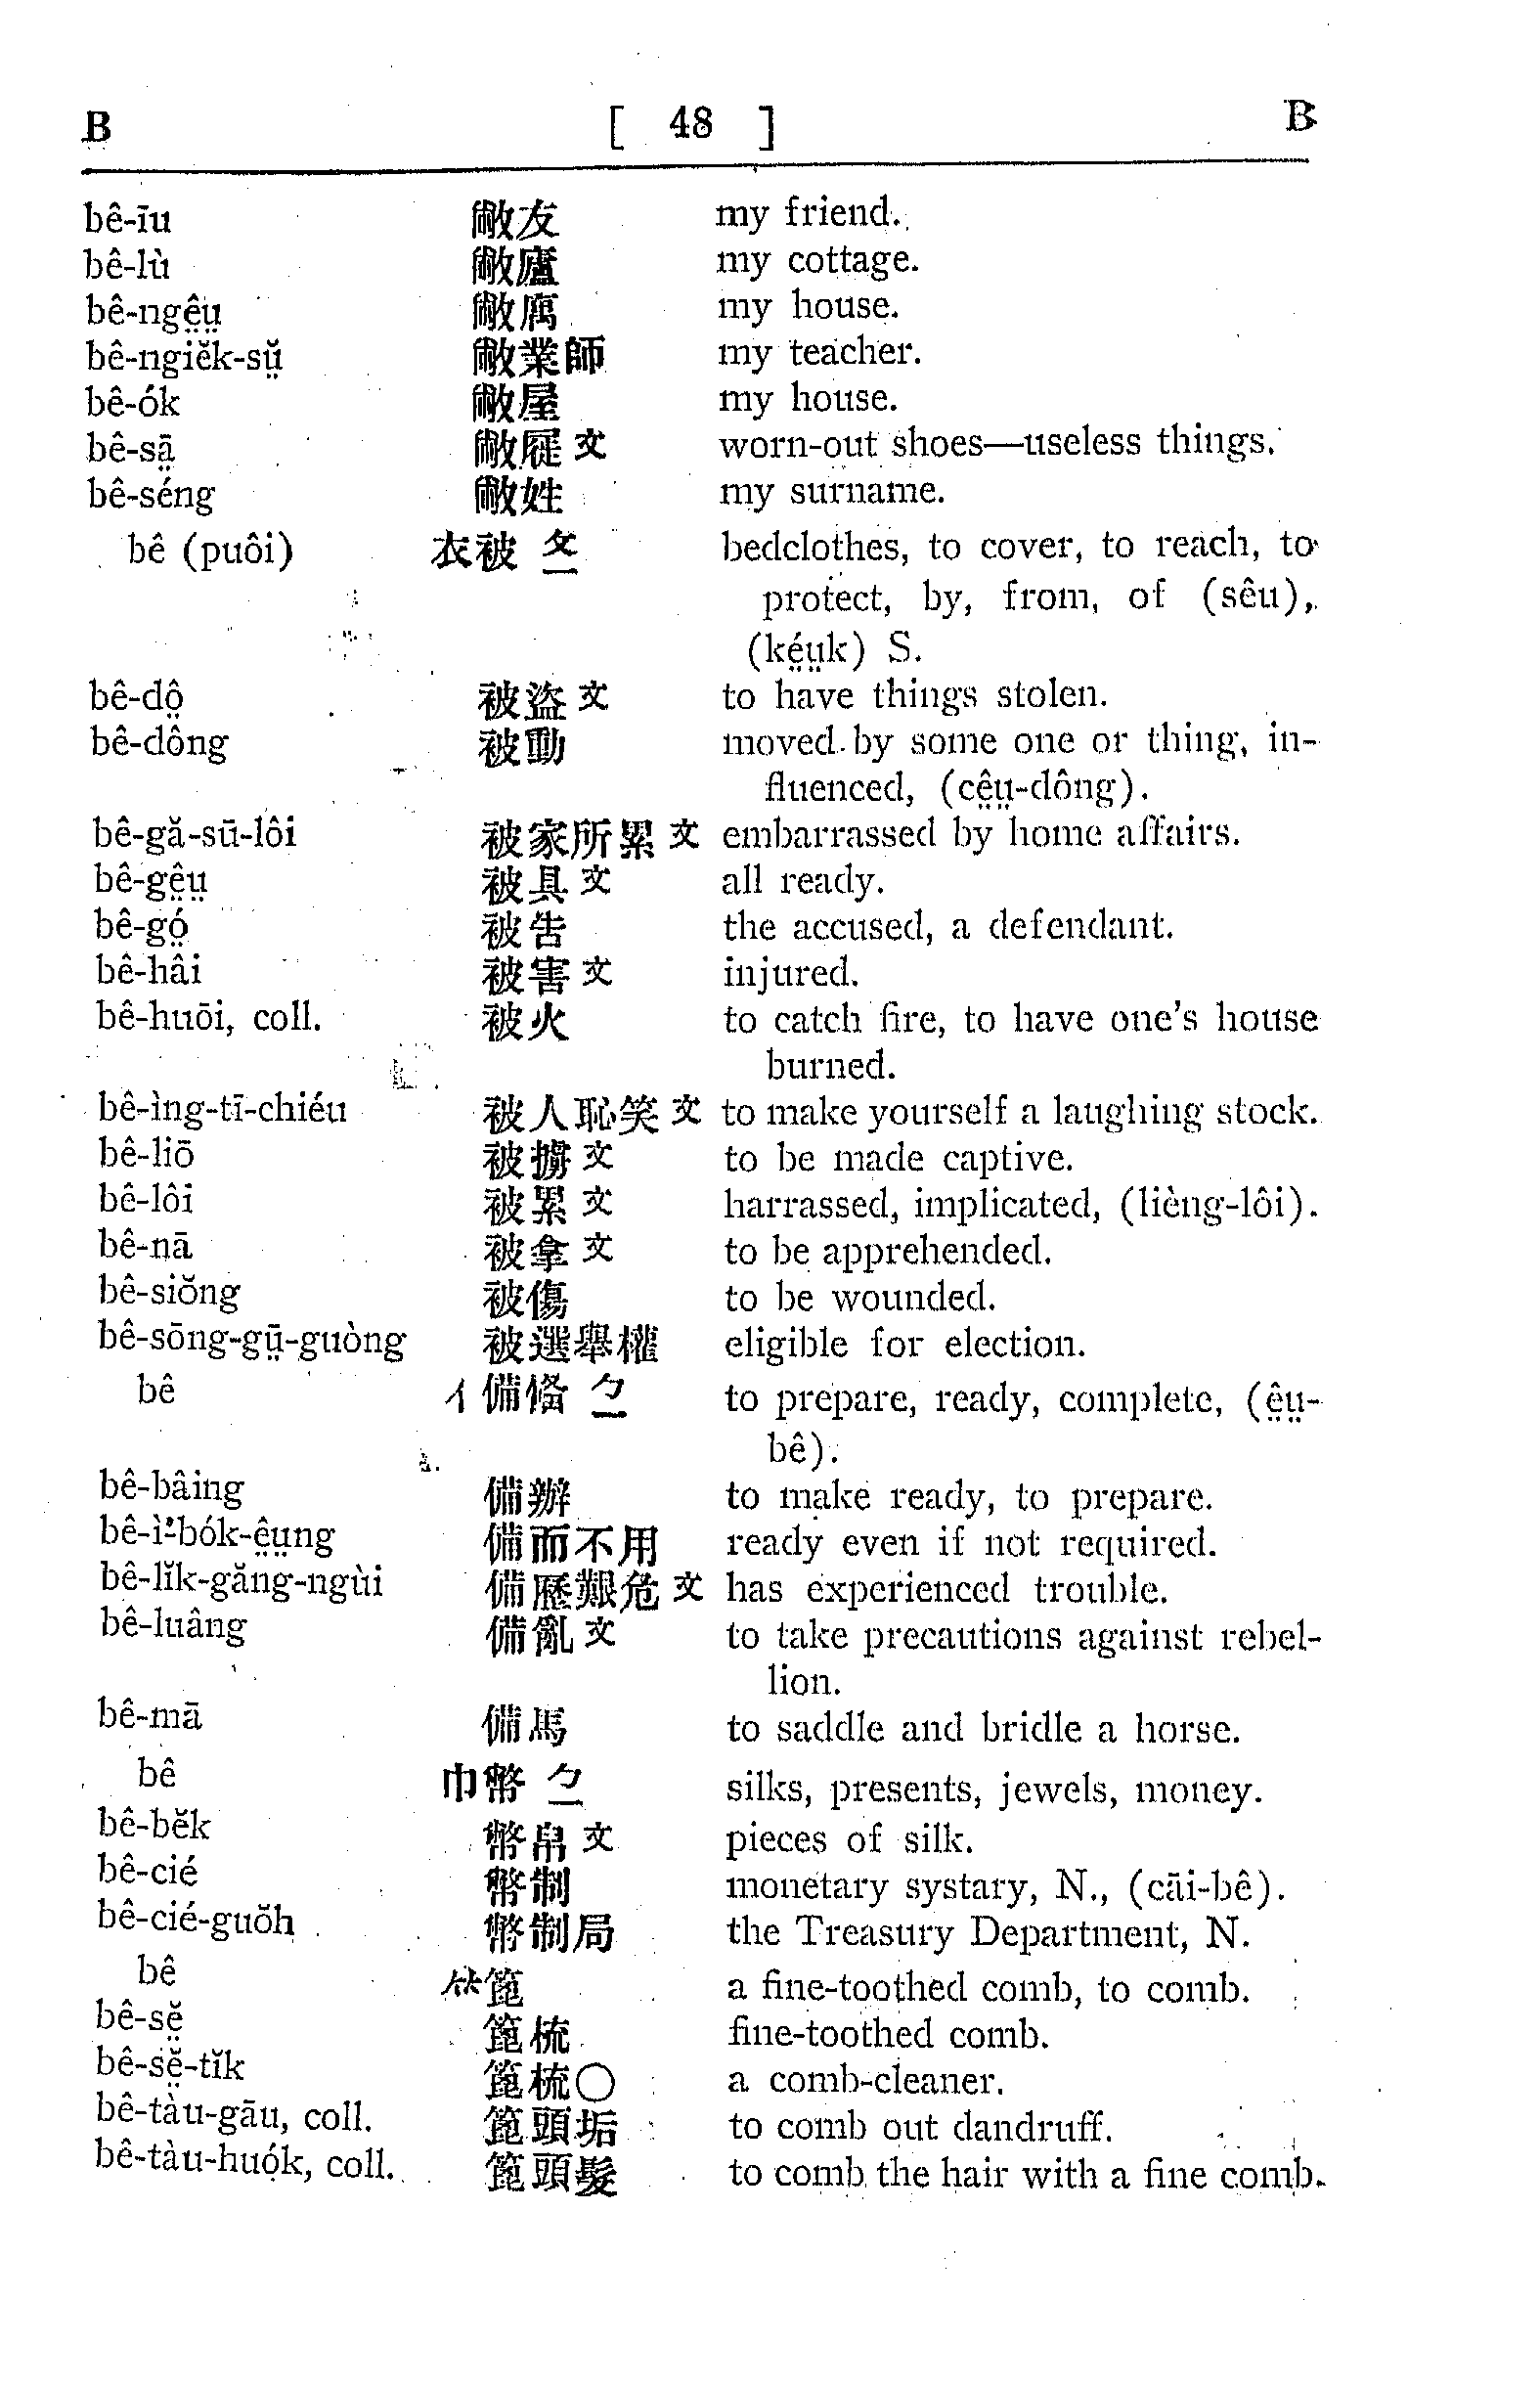 B [ 48 ] B
bê-īu 敝友 my friend.
bê-lù 敝廬 my cottage.
bê-ngê̤ṳ 敝厲 my house.
bê-ngiĕk-sṳ̆ 敝業師 my teacher.
bê-ók 敝屋 my house.
bê-sā̤ 敝屣 文 worn-out shoes—useless things.
bê-séng 敝姓 my surname.
bê (puôi) 衣被 攵 bedclothes, to cover, to reach, to
protect, by, from, of (sêu),
(ké̤ṳk) S.
bê-dô̤ 被盜 文 to have things stolen.
bê-dông 被動 moved by some one or thing, in-
fluenced, (cê̤ṳ-dông).
bê-gă-sū-lôi 被家所累 文 embarrassed by home affairs.
bê-gê̤ṳ 被具 文 all ready.
bê-gó̤ 被告 the accused, a defendant.
bê-hâi 被害 文 injured.
bê-huōi, coll. 被火 to catch fire, to have one's house
burned.
bê-ìng-tī-chiéu 被人恥笑 文 to make yourself a laughing stock.
bê-liō 被擄 文 to be made captive.
bê-lôi 被累 文 harrassed, implicated, (lièng-lôi).
bê-nā 被拿 文 to be apprehended.
bê-siŏng 被傷 to be wounded.
bê-sōng-gṳ̄-guòng 被選舉權 eligible for election.
bê 亻備俻 ㄅ to prepare, ready, complete, (ê̤ṳ-
bê).
bê-bâing 備辦 to make ready, to prepare.
bê-ì-bók-ê̤ṳng 備而不用 ready even if not required.
bê-lĭk-găng-ngùi 備歷艱危 文 has experienced trouble.
bê-luâng 備亂 文 to take precautions against rebel-
lion.
bê-mā 備馬 to saddle and bridle a horse.
bê 巾幣 ㄅ silks, presents, jewels, money.
bê-bĕk 幣帛 文 pieces of silk.
bê-cié 幣制 monetary systary, N., (cāi-bê).
bê-cié-guŏh 幣制局 the Treasury Department, N.
bê 篦 a fine-toothed comb, to comb.
bê-sĕ̤ 篦梳 fine-toothed comb.
bê-sĕ̤-tĭk 篦梳〇 a comb-cleaner.
bê-tàu-gāu, coll. 篦頭垢 to comb out dandruff.
bê-tàu-huók, coll. 篦頭髮 to comb the hair with a fine comb.